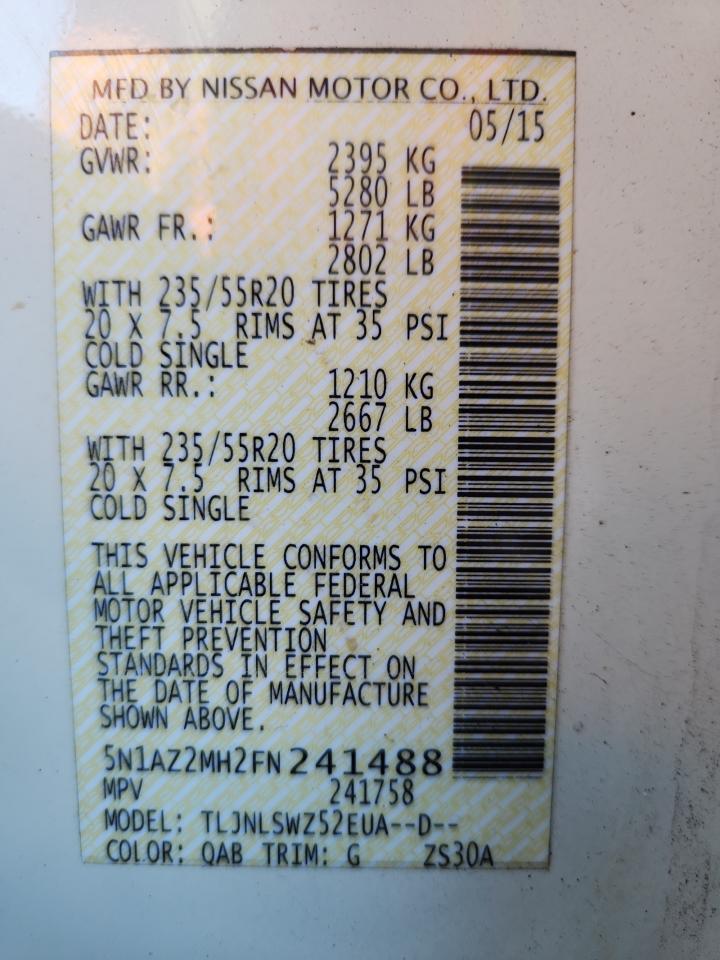 MFD BY NISSAN MOTOR CO., LTD.
DATE: 05/15
GVWR: 2395 KG
5280 LB
GAWR FR.: 1271 KG
2802 LB
WITH 235/55R20 TIRES
20 X 7.5 RIMS AT 35 PSI
COLD SINGLE
GAWR RR.: 1210 KG
2667 LB
WITH 235/55R20 TIRES
20 X 7.5 RIMS AT 35 PSI
COLD SINGLE
THIS VEHICLE CONFORMS TO
ALL APPLICABLE FEDERAL
MOTOR VEHICLE SAFETY AND
THEFT PREVENTION
STANDARDS IN EFFECT ON
THE DATE OF MANUFACTURE
SHOWN ABOVE.
5N1AZ2MH2FN241488
MPV 241758
MODEL: TLJNLSWZ52EUA--D--
COLOR: QAB TRIM: G ZS30A